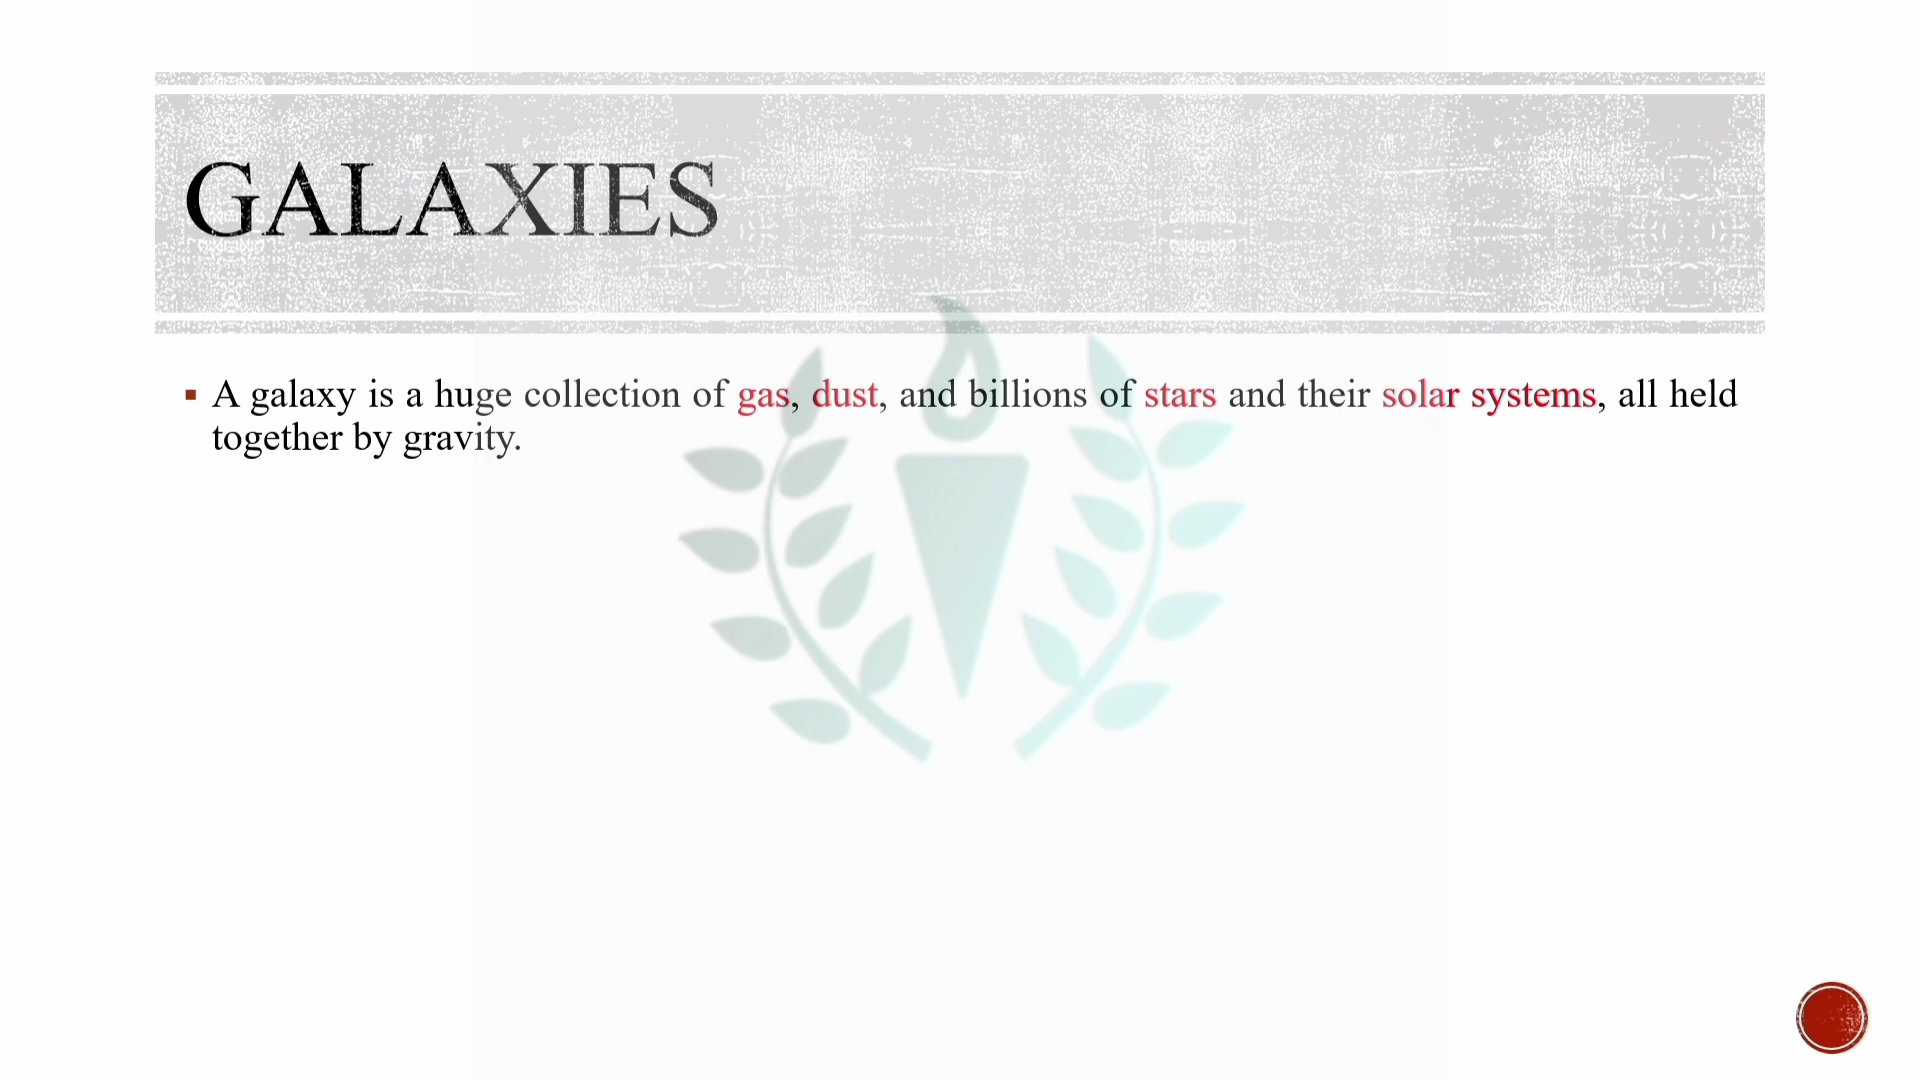 GALAXIES
▪ A galaxy is a huge collection of gas, dust, and billions of stars and their solar systems, all held
together by gravity.